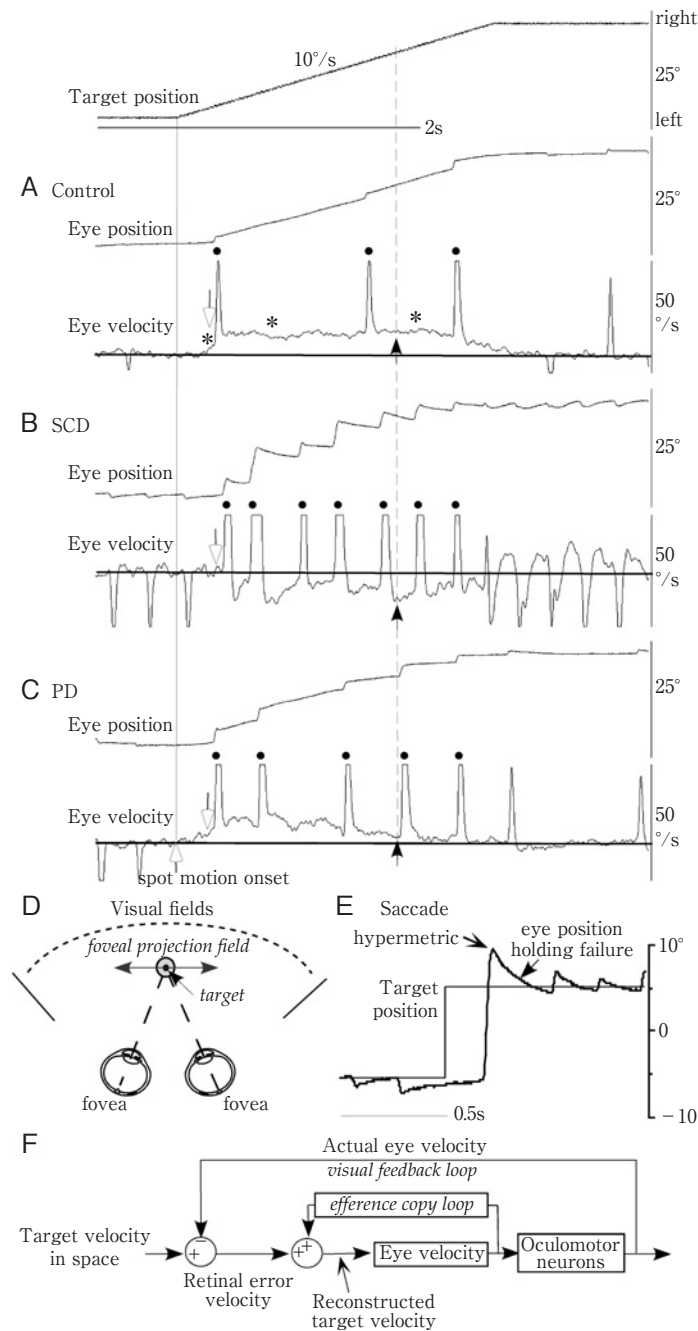 right
10°/s
25°
Target position
left
2s
A Control
Eye position
25°
50
Eye velocity
°/s
*
*
*
B SCD
Eye position
25°
Eye velocity
50
°/s
C PD
Eye position
25°
Eye velocity
50
°/s
spot motion onset
D
Visual fields
foveal projection field
target
fovea
fovea
E
Saccade
hypermetric
eye position
holding failure
Target
position
10°
0
−10
0.5s
F
Actual eye velocity
visual feedback loop
efference copy loop
Target velocity
in space
−
+
+
+
Eye velocity
Oculomotor
neurons
Retinal error
velocity
Reconstructed
target velocity